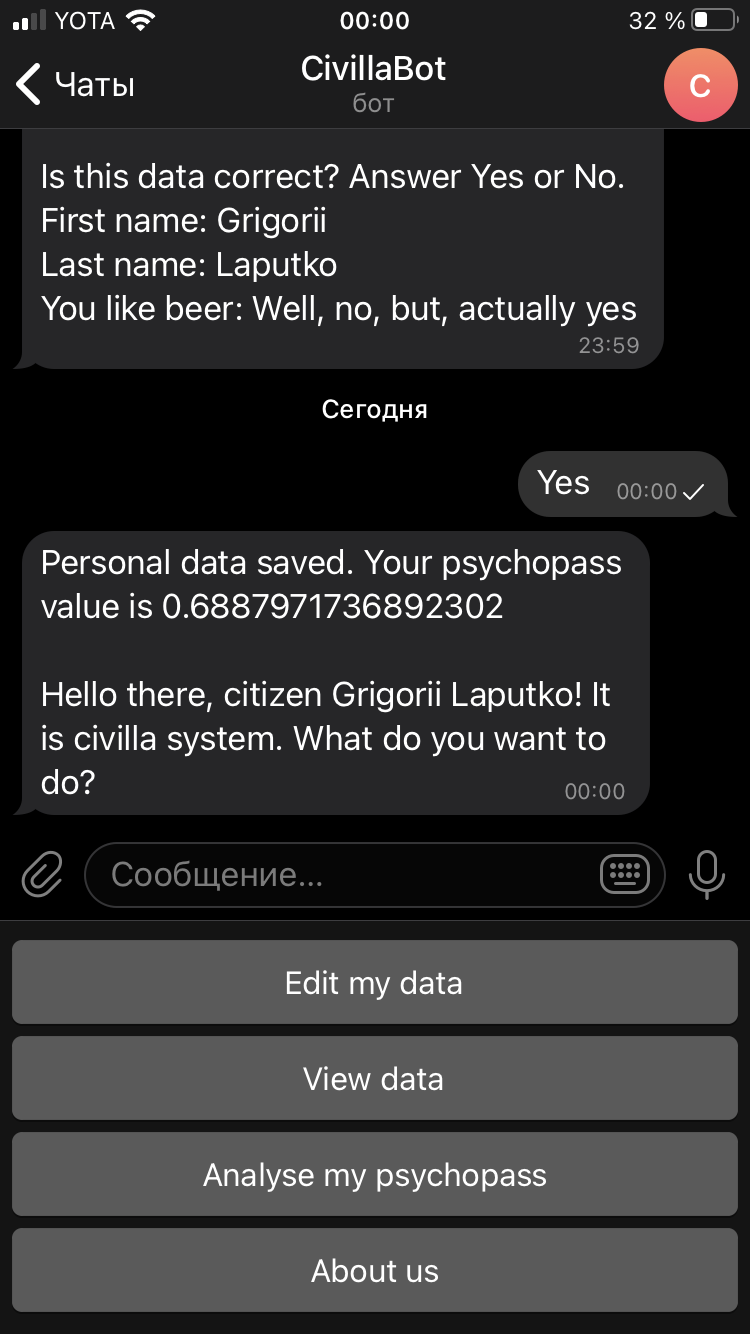 YOTA 00:00 32 %
Чаты CivillaBot C
бот
Is this data correct? Answer Yes or No.
First name: Grigorii
Last name: Laputko
You like beer: Well, no, but, actually yes
23:59
Сегодня
Yes 00:00
Personal data saved. Your psychopass
value is 0.6887971736892302
Hello there, citizen Grigorii Laputko! It
is civilla system. What do you want to
do?
00:00
Сообщение...
Edit my data
View data
Analyse my psychopass
About us